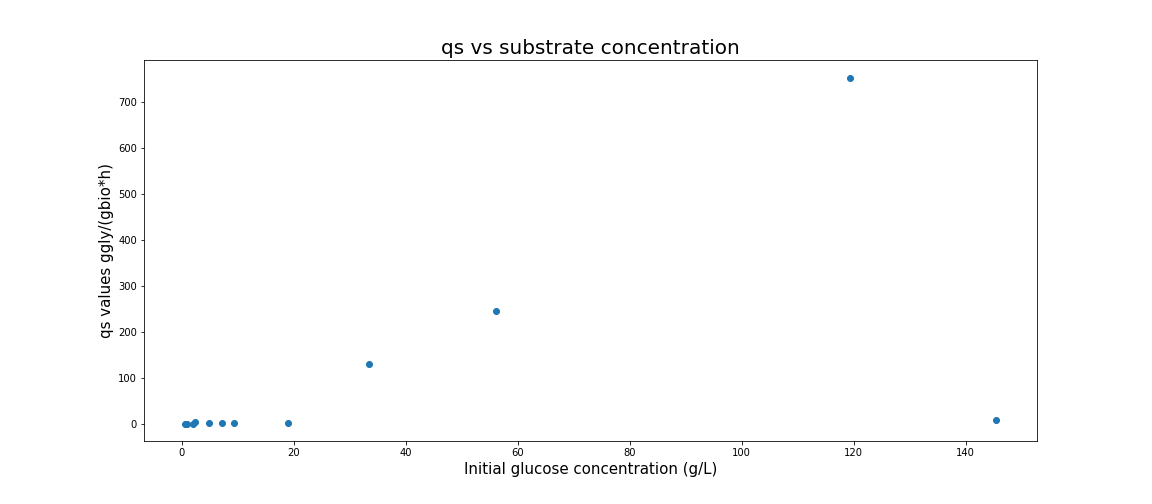 qs vs substrate concentration
qs values ggly/(gbio*h)
700
600
500
400
300
200
100
0
0 20 40 60 80 100 120 140
Initial glucose concentration (g/L)